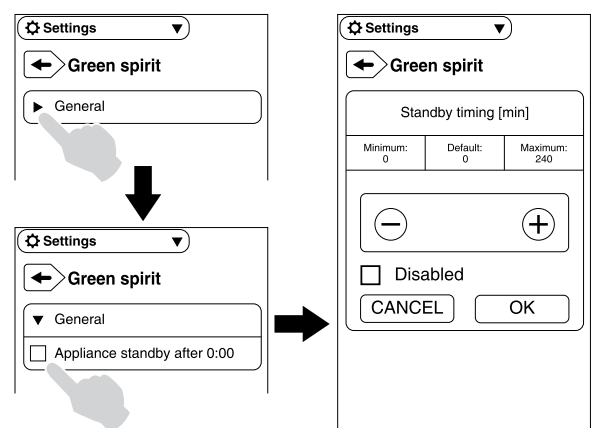 Settings
Green spirit
General
Settings
Green spirit
General
Appliance standby after 0:00
Settings
Green spirit
Standby timing [min]
Minimum:
0
Default:
0
Maximum:
240
Disabled
CANCEL
OK